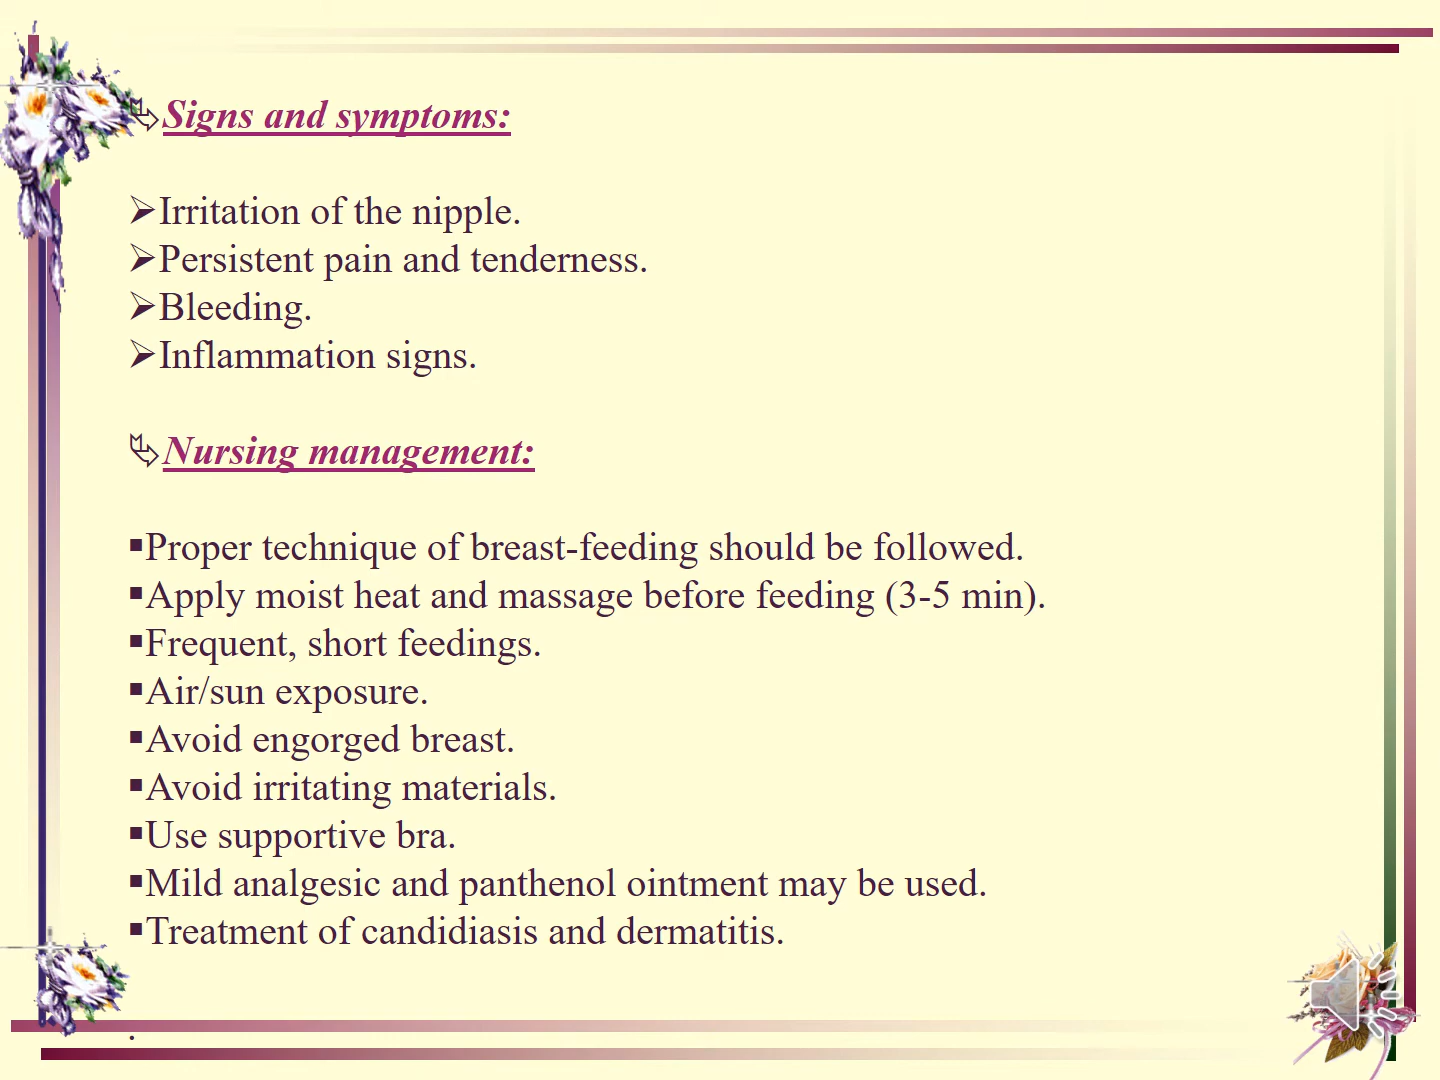 Signs and symptoms:
Irritation of the nipple.
Persistent pain and tenderness.
Bleeding.
Inflammation signs.
Nursing management:
Proper technique of breast-feeding should be followed.
Apply moist heat and massage before feeding (3-5 min).
Frequent, short feedings.
Air/sun exposure.
Avoid engorged breast.
Avoid irritating materials.
Use supportive bra.
Mild analgesic and panthenol ointment may be used.
Treatment of candidiasis and dermatitis.
.